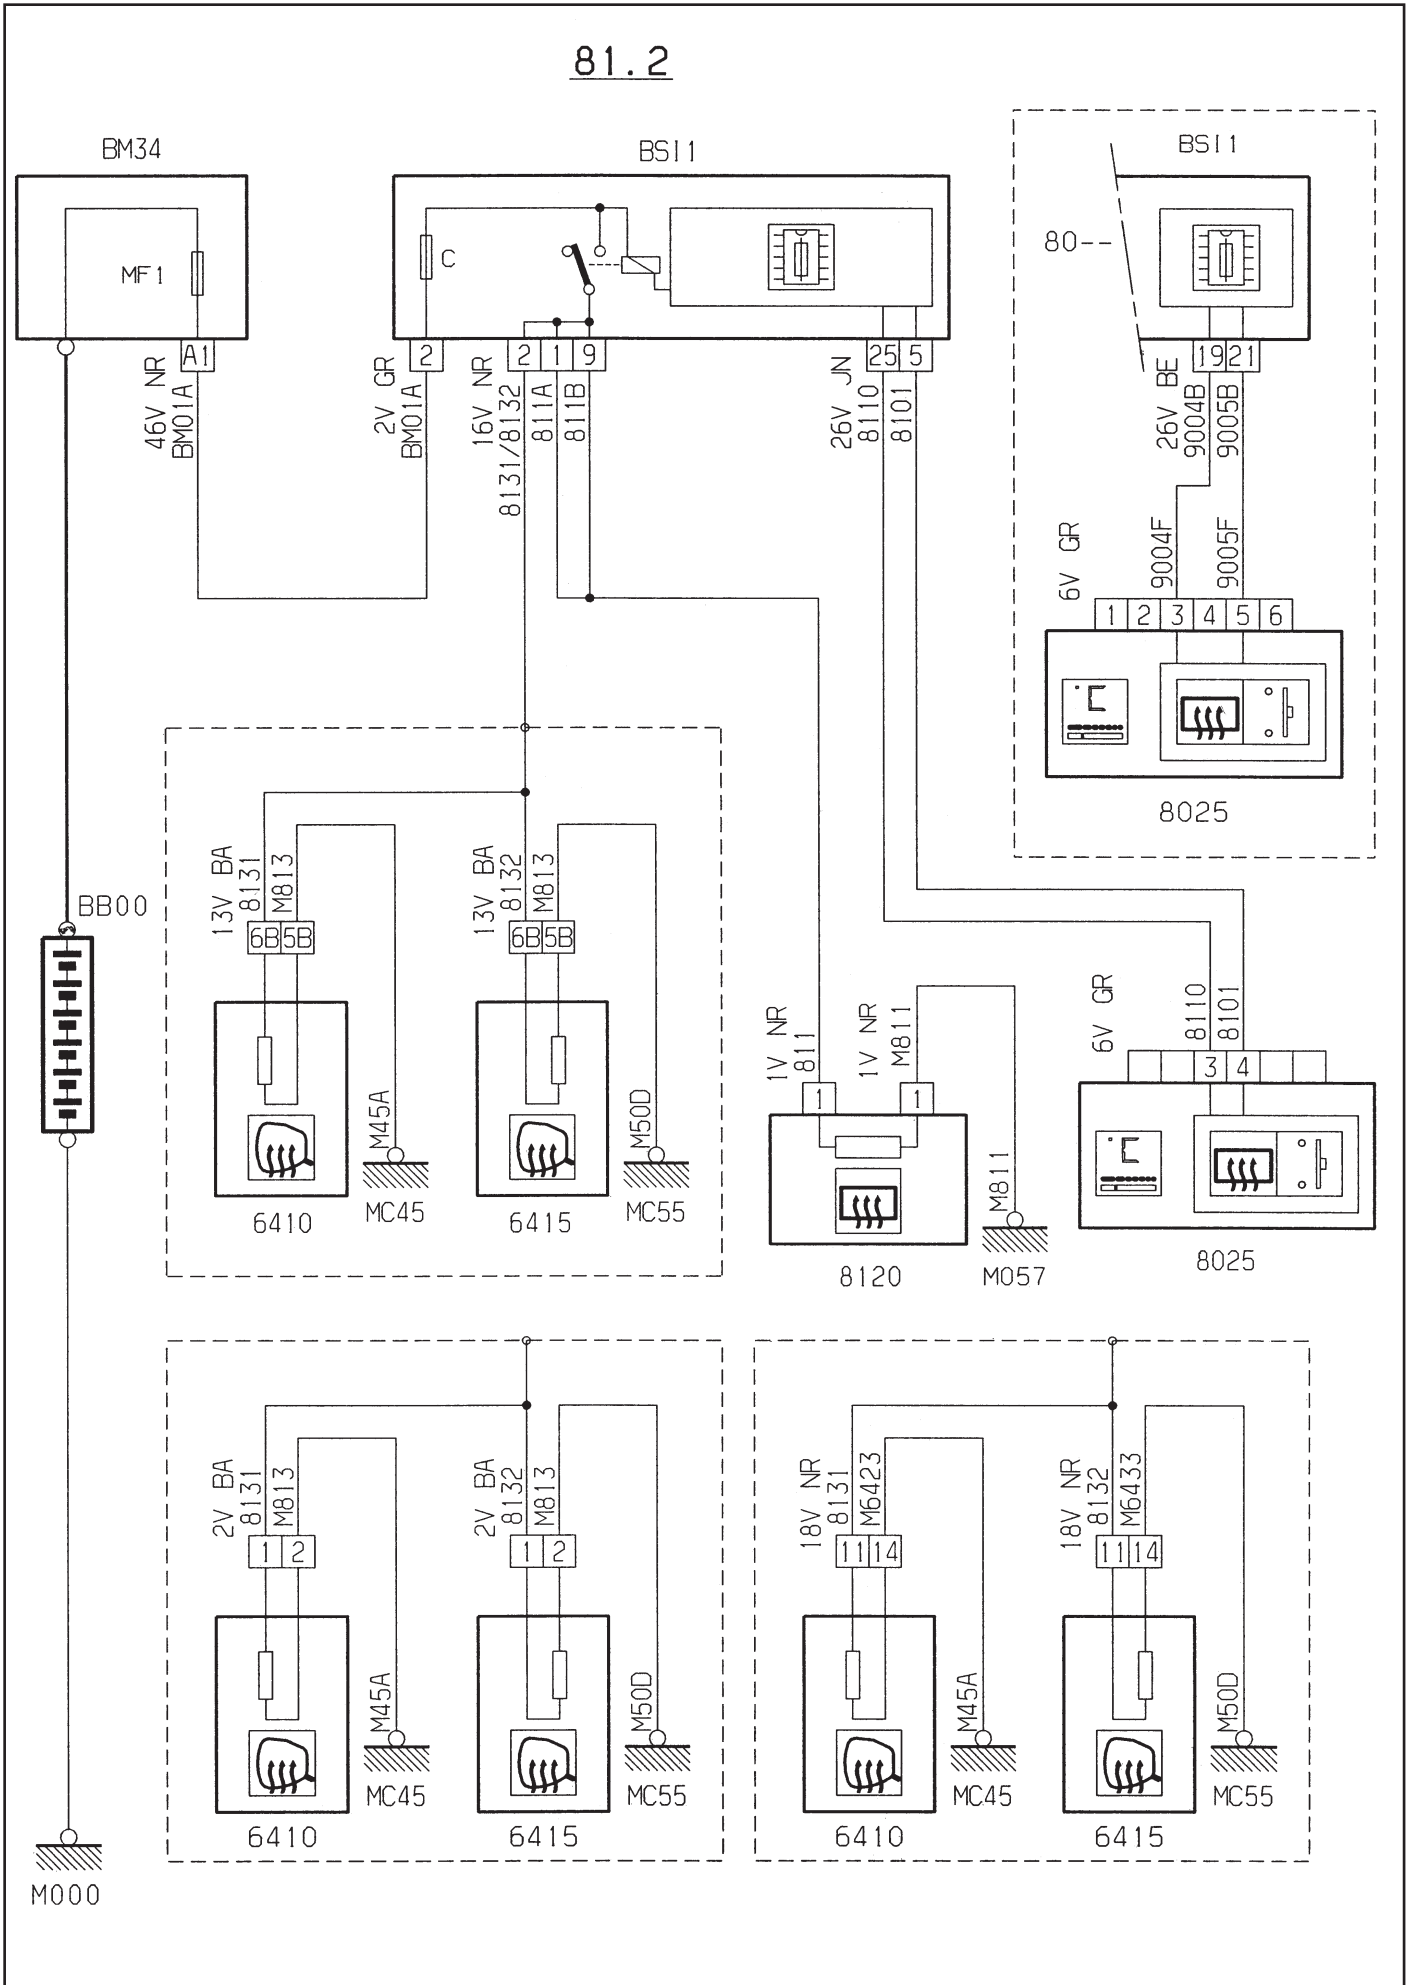 81.2
BM34
BSI1
BSI1
80--
MF1
C
A1
2
2 1 9
25 5
19 21
46V NR
BM01A
2V GR
BM01A
16V NR
8131/8132
811A
811B
26V JN
8110
8101
26V BE
9004B
9005B
6V GR
9004F
9005F
1 2 3 4 5 6
°C
8025
BB00
13V BA
8131
M813
6B 5B
13V BA
8132
M813
6B 5B
M45A
MC45
M50D
MC55
6410
6415
1V NR
811
1V NR
M811
1
1
M811
8120
M057
6V GR
8110
8101
3 4
°C
8025
2V BA
8131
M813
1 2
2V BA
8132
M813
1 2
M45A
MC45
M50D
MC55
6410
6415
18V NR
8131
M6423
11 14
18V NR
8132
M6433
11 14
M45A
MC45
M50D
MC55
6410
6415
M000